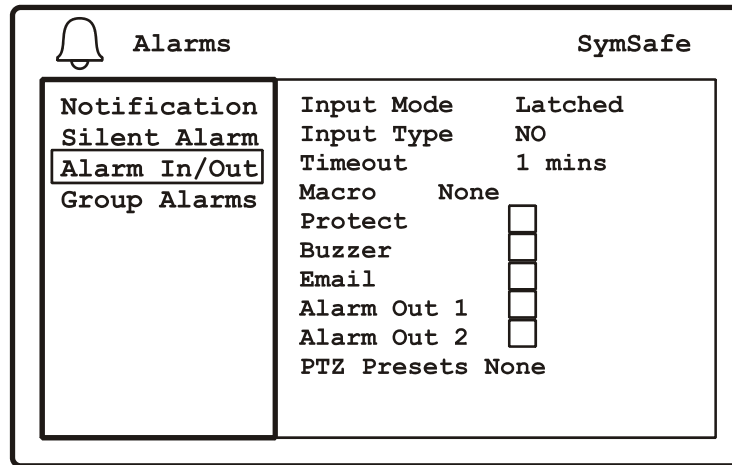 Alarms SymSafe
Notification
Silent Alarm
Alarm In/Out
Group Alarms
Input Mode Latched
Input Type NO
Timeout 1 mins
Macro None
Protect
Buzzer
Email
Alarm Out 1
Alarm Out 2
PTZ Presets None